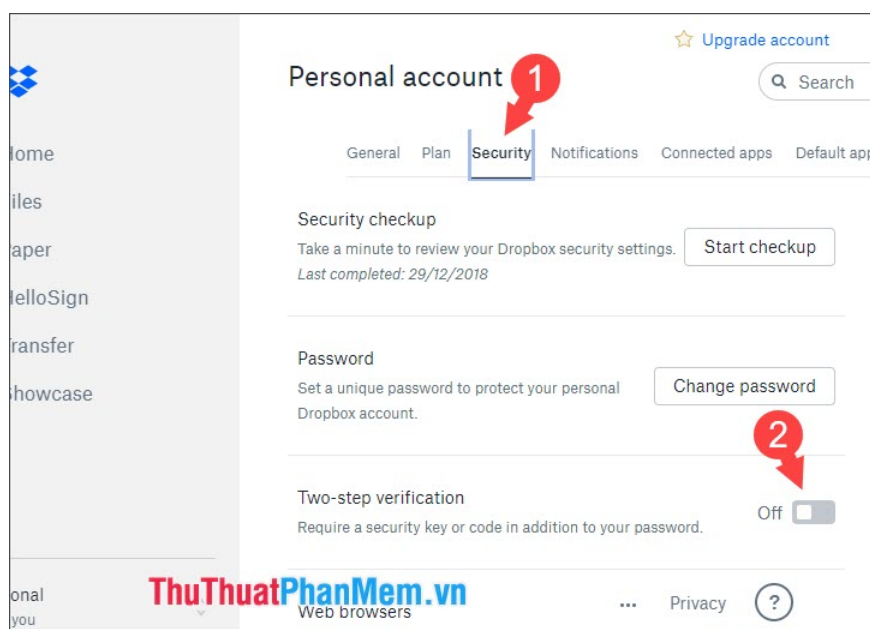 Upgrade account
Personal account
1
Search
General Plan Security Notifications Connected apps Default app
ome
iles
aper
elloSign
ransfer
howcase
Security checkup
Take a minute to review your Dropbox security settings.
Last completed: 29/12/2018
Start checkup
Password
Set a unique password to protect your personal
Dropbox account.
Change password
2
Two-step verification
Require a security key or code in addition to your password.
Off
onal
you
ThuThuatPhanMem.vn
Web browsers
... Privacy ?